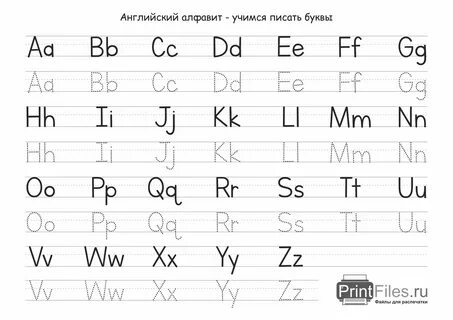 Английский алфавит - учимся писать буквы
Aa Bb Cc Dd Ee Ff Gg
Aa Bb Cc Dd Ee Ff Gg
Hh Ii Jj Kk Ll Mm Nn
Hh Ii Jj Kk Ll Mm Nn
Oo Pp Qq Rr Ss Tt Uu
Oo Pp Qq Rr Ss Tt Uu
Vv Ww Xx Yy Zz
Vv Ww Xx Yy Zz
PrintFiles.ru
Файлы для распечатки